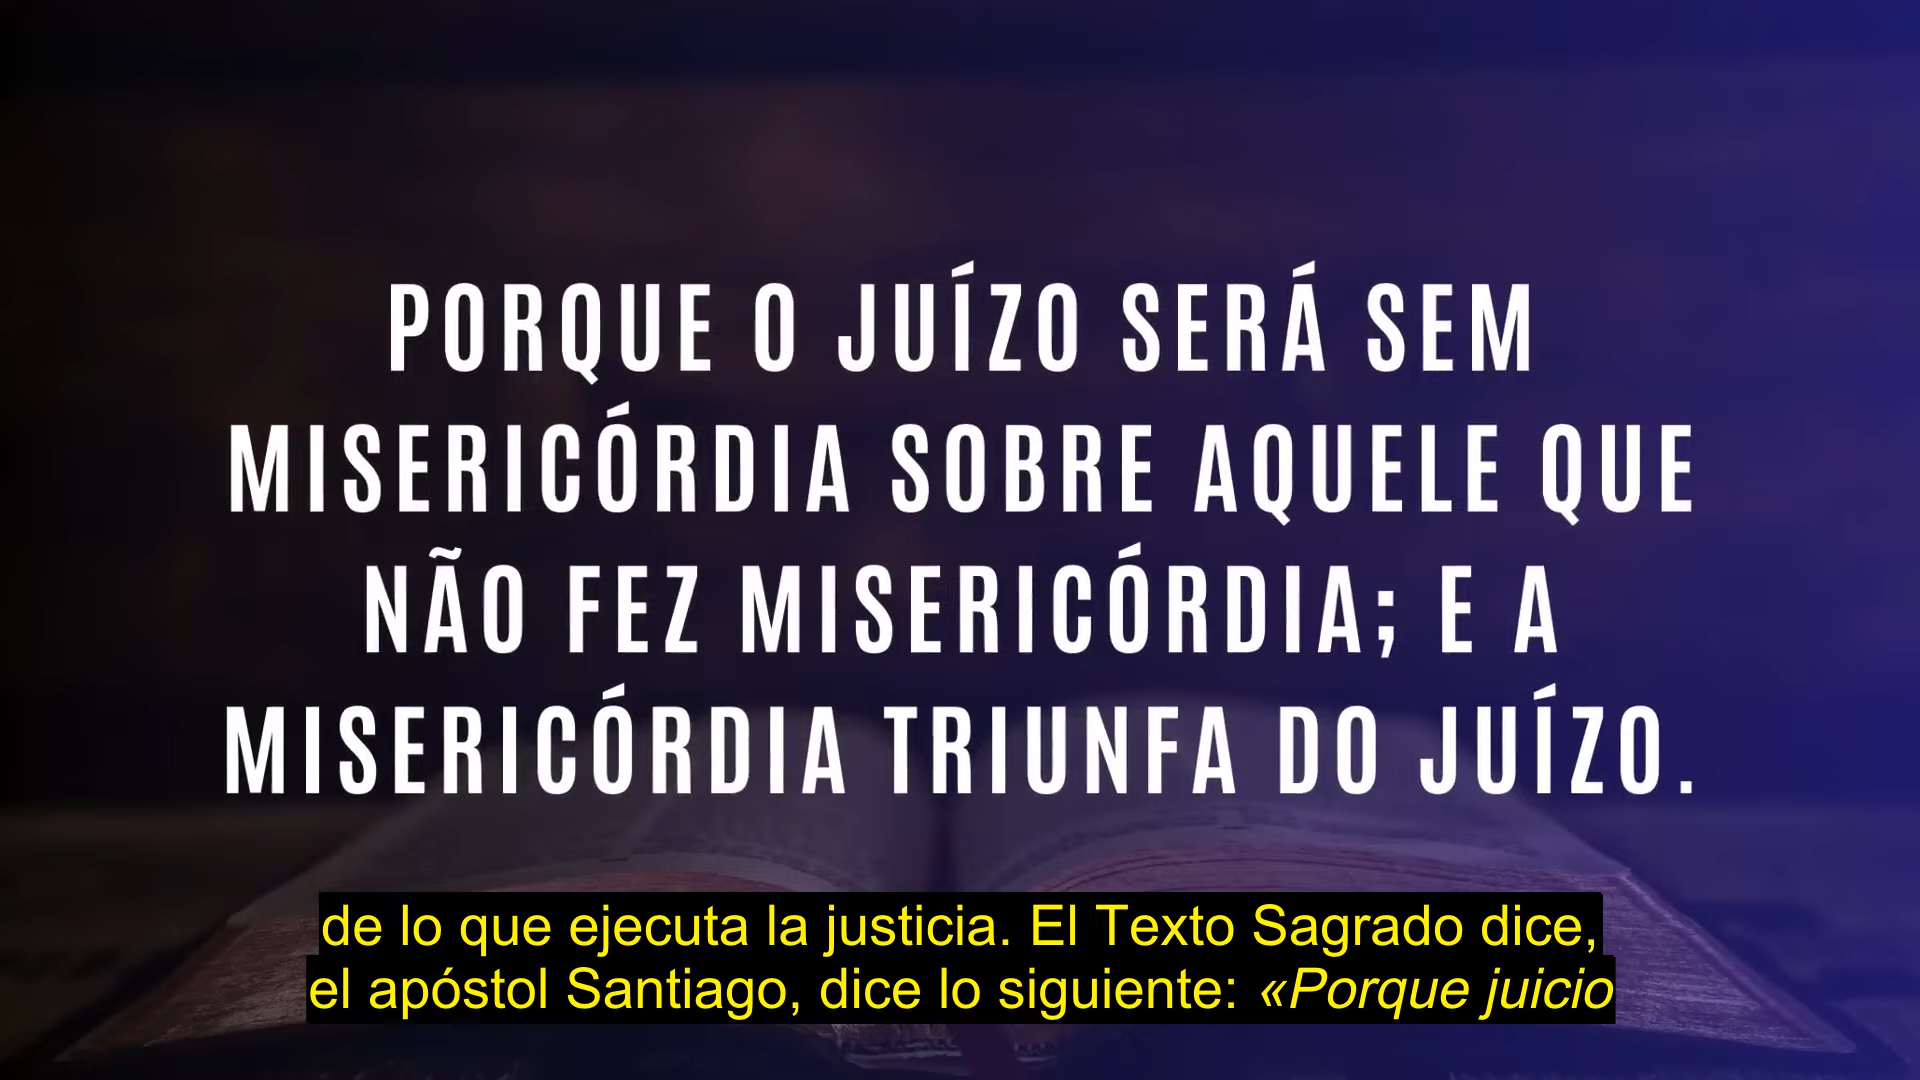 PORQUE O JUÍZO SERÁ SEM
MISERICÓRDIA SOBRE AQUELE QUE
NÃO FEZ MISERICÓRDIA; E A
MISERICÓRDIA TRIUNFA DO JUÍZO.
de lo que ejecuta la justicia. El Texto Sagrado dice,
el apóstol Santiago, dice lo siguiente: «Porque juicio